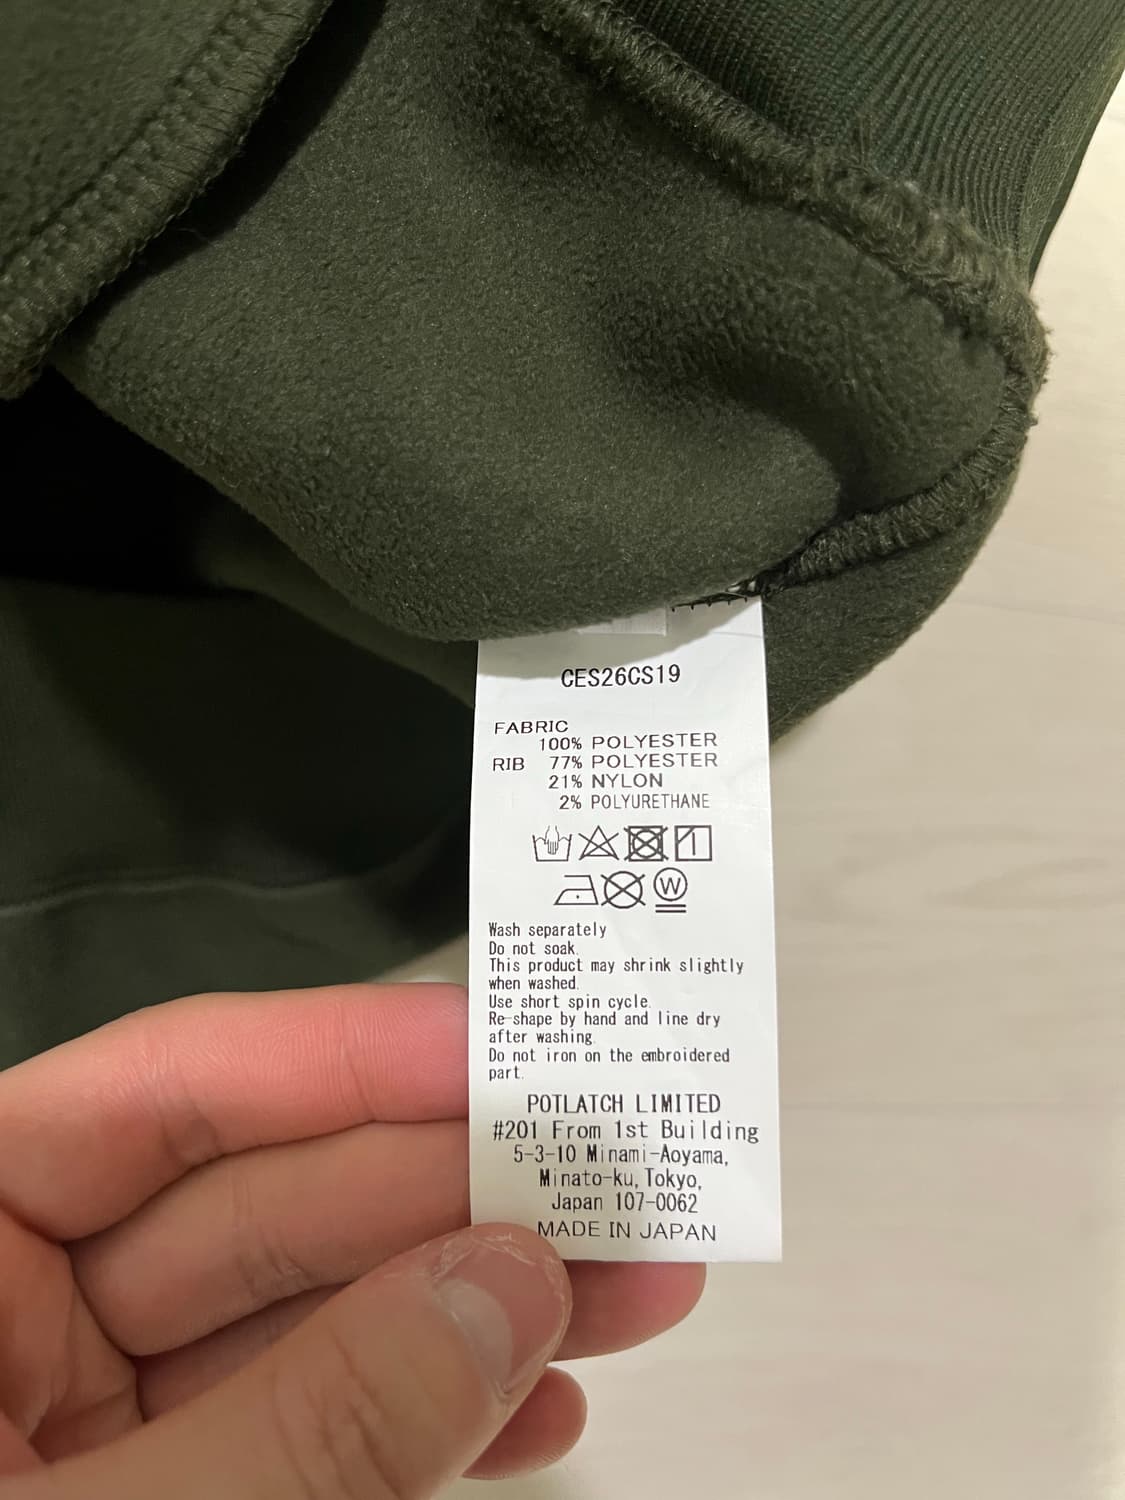 CES26CS19
FABRIC
100% POLYESTER
RIB 77% POLYESTER
21% NYLON
2% POLYURETHANE
W
Wash separately
Do not soak.
This product may shrink slightly
when washed.
Use short spin cycle.
Re-shape by hand and line dry
after washing.
Do not iron on the embroidered
part.
POTLATCH LIMITED
#201 From 1st Building
5-3-10 Minami-Aoyama,
Minato-ku, Tokyo,
Japan 107-0062
MADE IN JAPAN